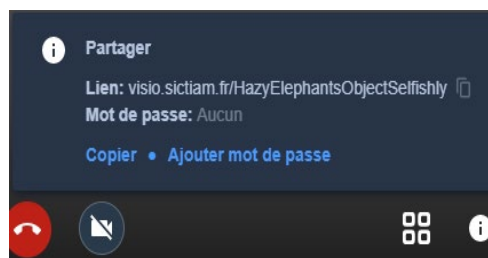 Partager
Lien: visio.sictiam.fr/HazyElephantsObjectSelfishly
Mot de passe: Aucun
Copier • Ajouter mot de passe